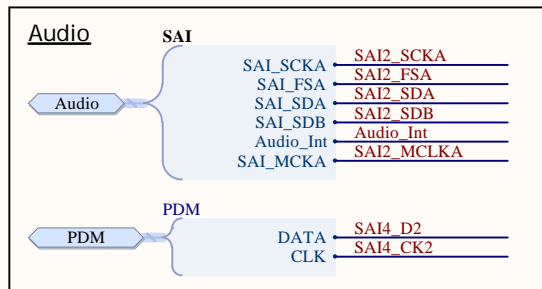 Audio
SAI
SAI_SCKA SAI2_SCKA
SAI_FSA SAI2_FSA
SAI_SDA SAI2_SDA
Audio
SAI_SDB SAI2_SDB
Audio_Int Audio_Int
SAI_MCKA SAI2_MCLKA
PDM
PDM
DATA SAI4_D2
CLK SAI4_CK2